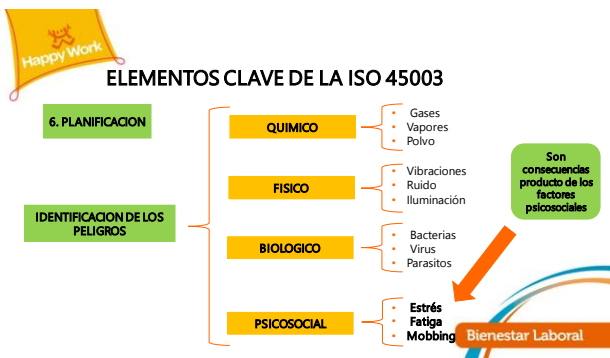 Happy Work
ELEMENTOS CLAVE DE LA ISO 45003
6. PLANIFICACION
IDENTIFICACION DE LOS
PELIGROS
QUIMICO
• Gases
• Vapores
• Polvo
FISICO
• Vibraciones
• Ruido
• Iluminación
BIOLOGICO
• Bacterias
• Virus
• Parasitos
PSICOSOCIAL
• Estrés
• Fatiga
• Mobbing
Son
consecuencias
producto de los
factores
psicosociales
Bienestar Laboral